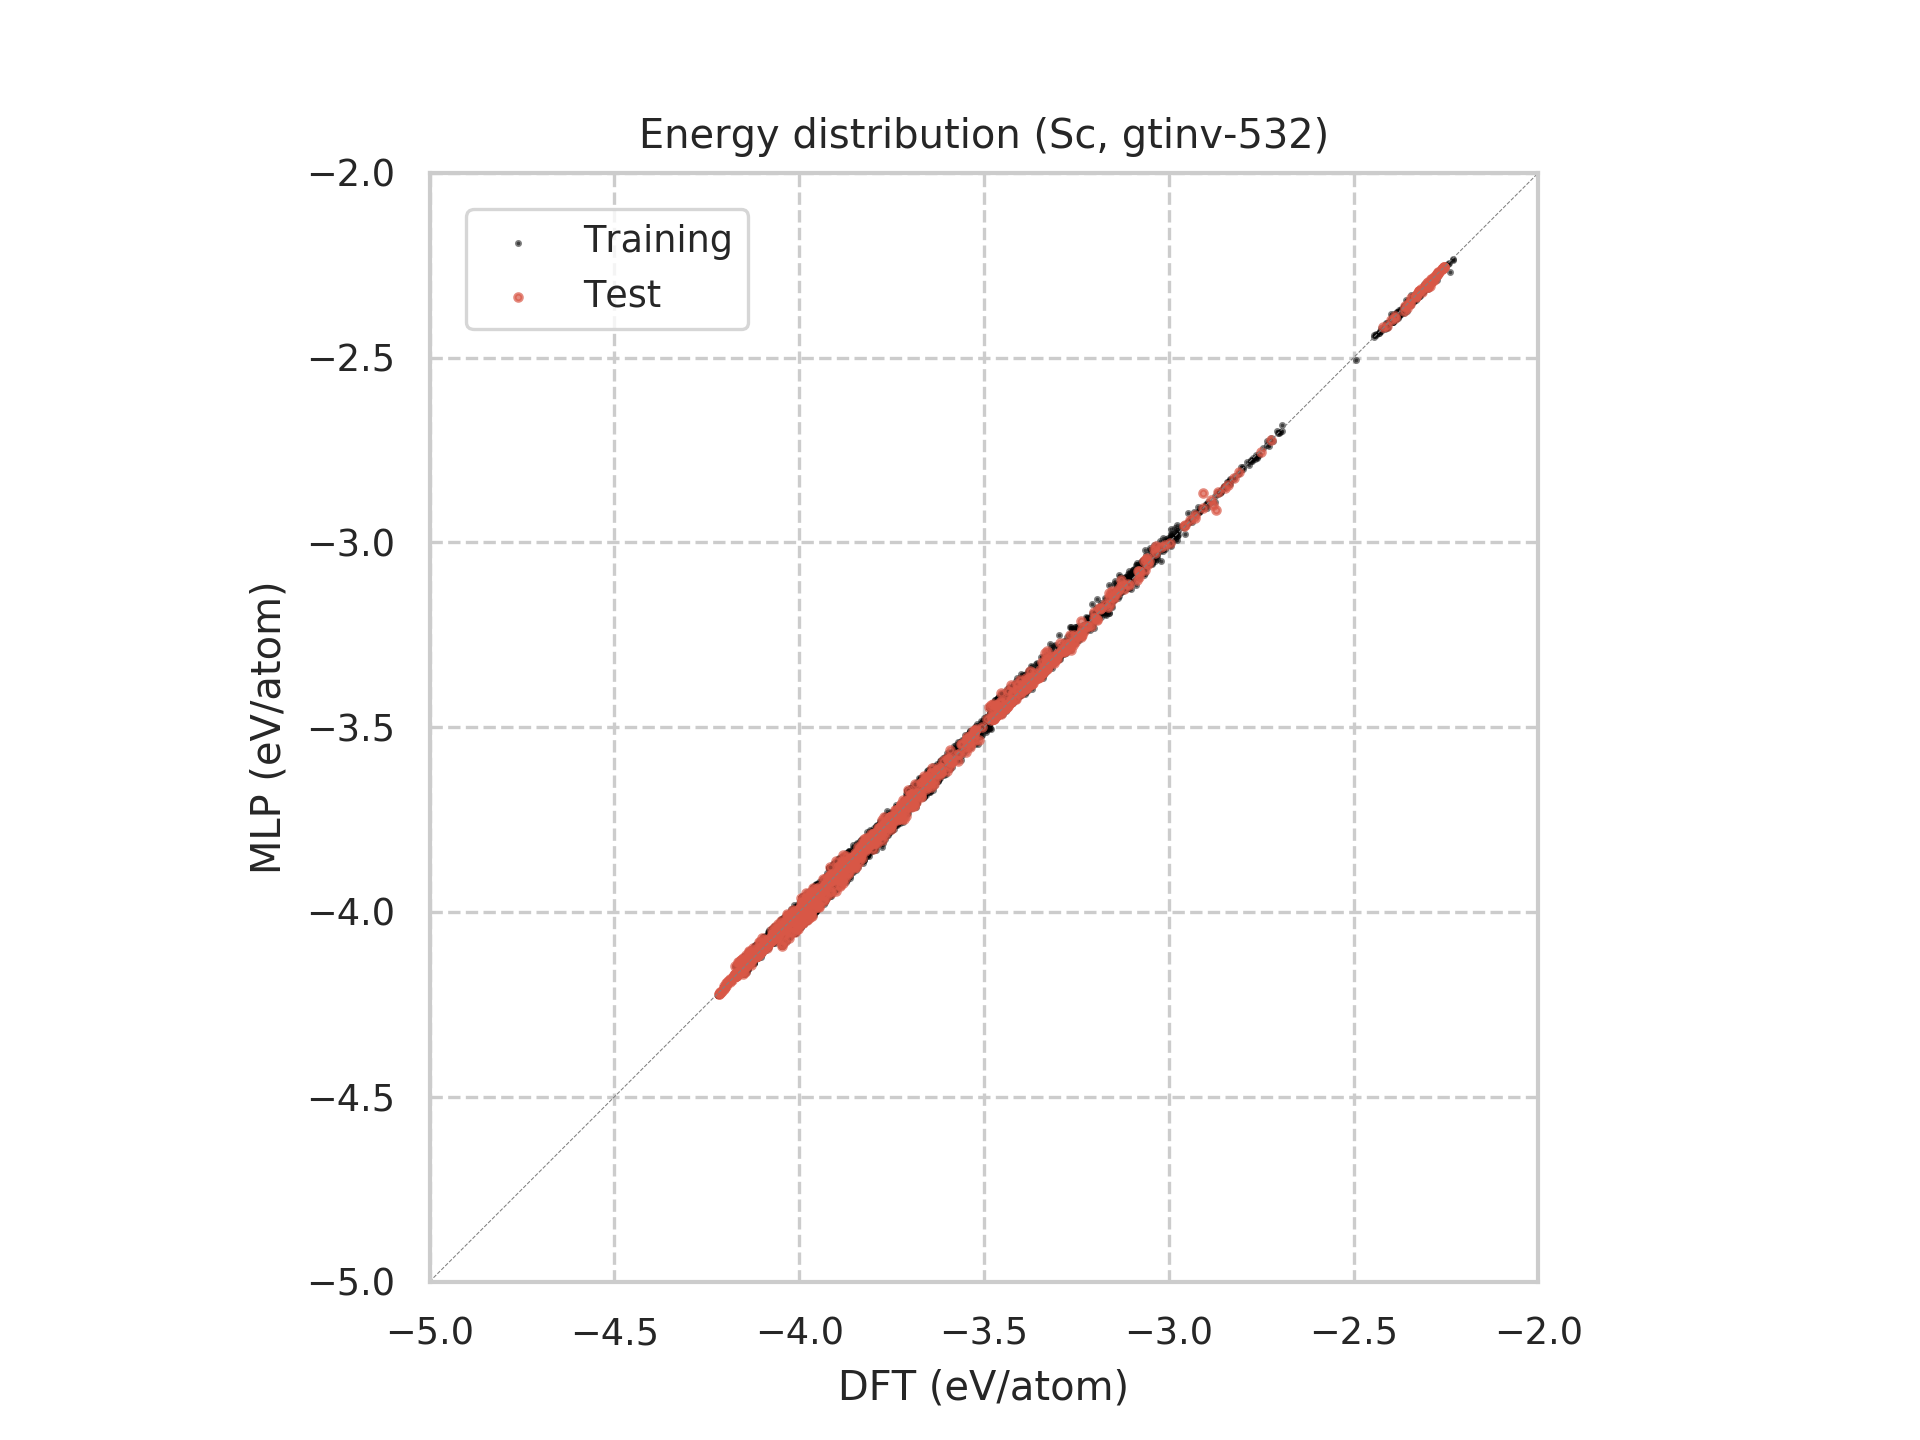 Energy distribution (Sc, gtinv-532)
−2.0
−2.5
−3.0
−3.5
−4.0
−4.5
−5.0
MLP (eV/atom)
Training
Test
−5.0 −4.5 −4.0 −3.5 −3.0 −2.5 −2.0
DFT (eV/atom)